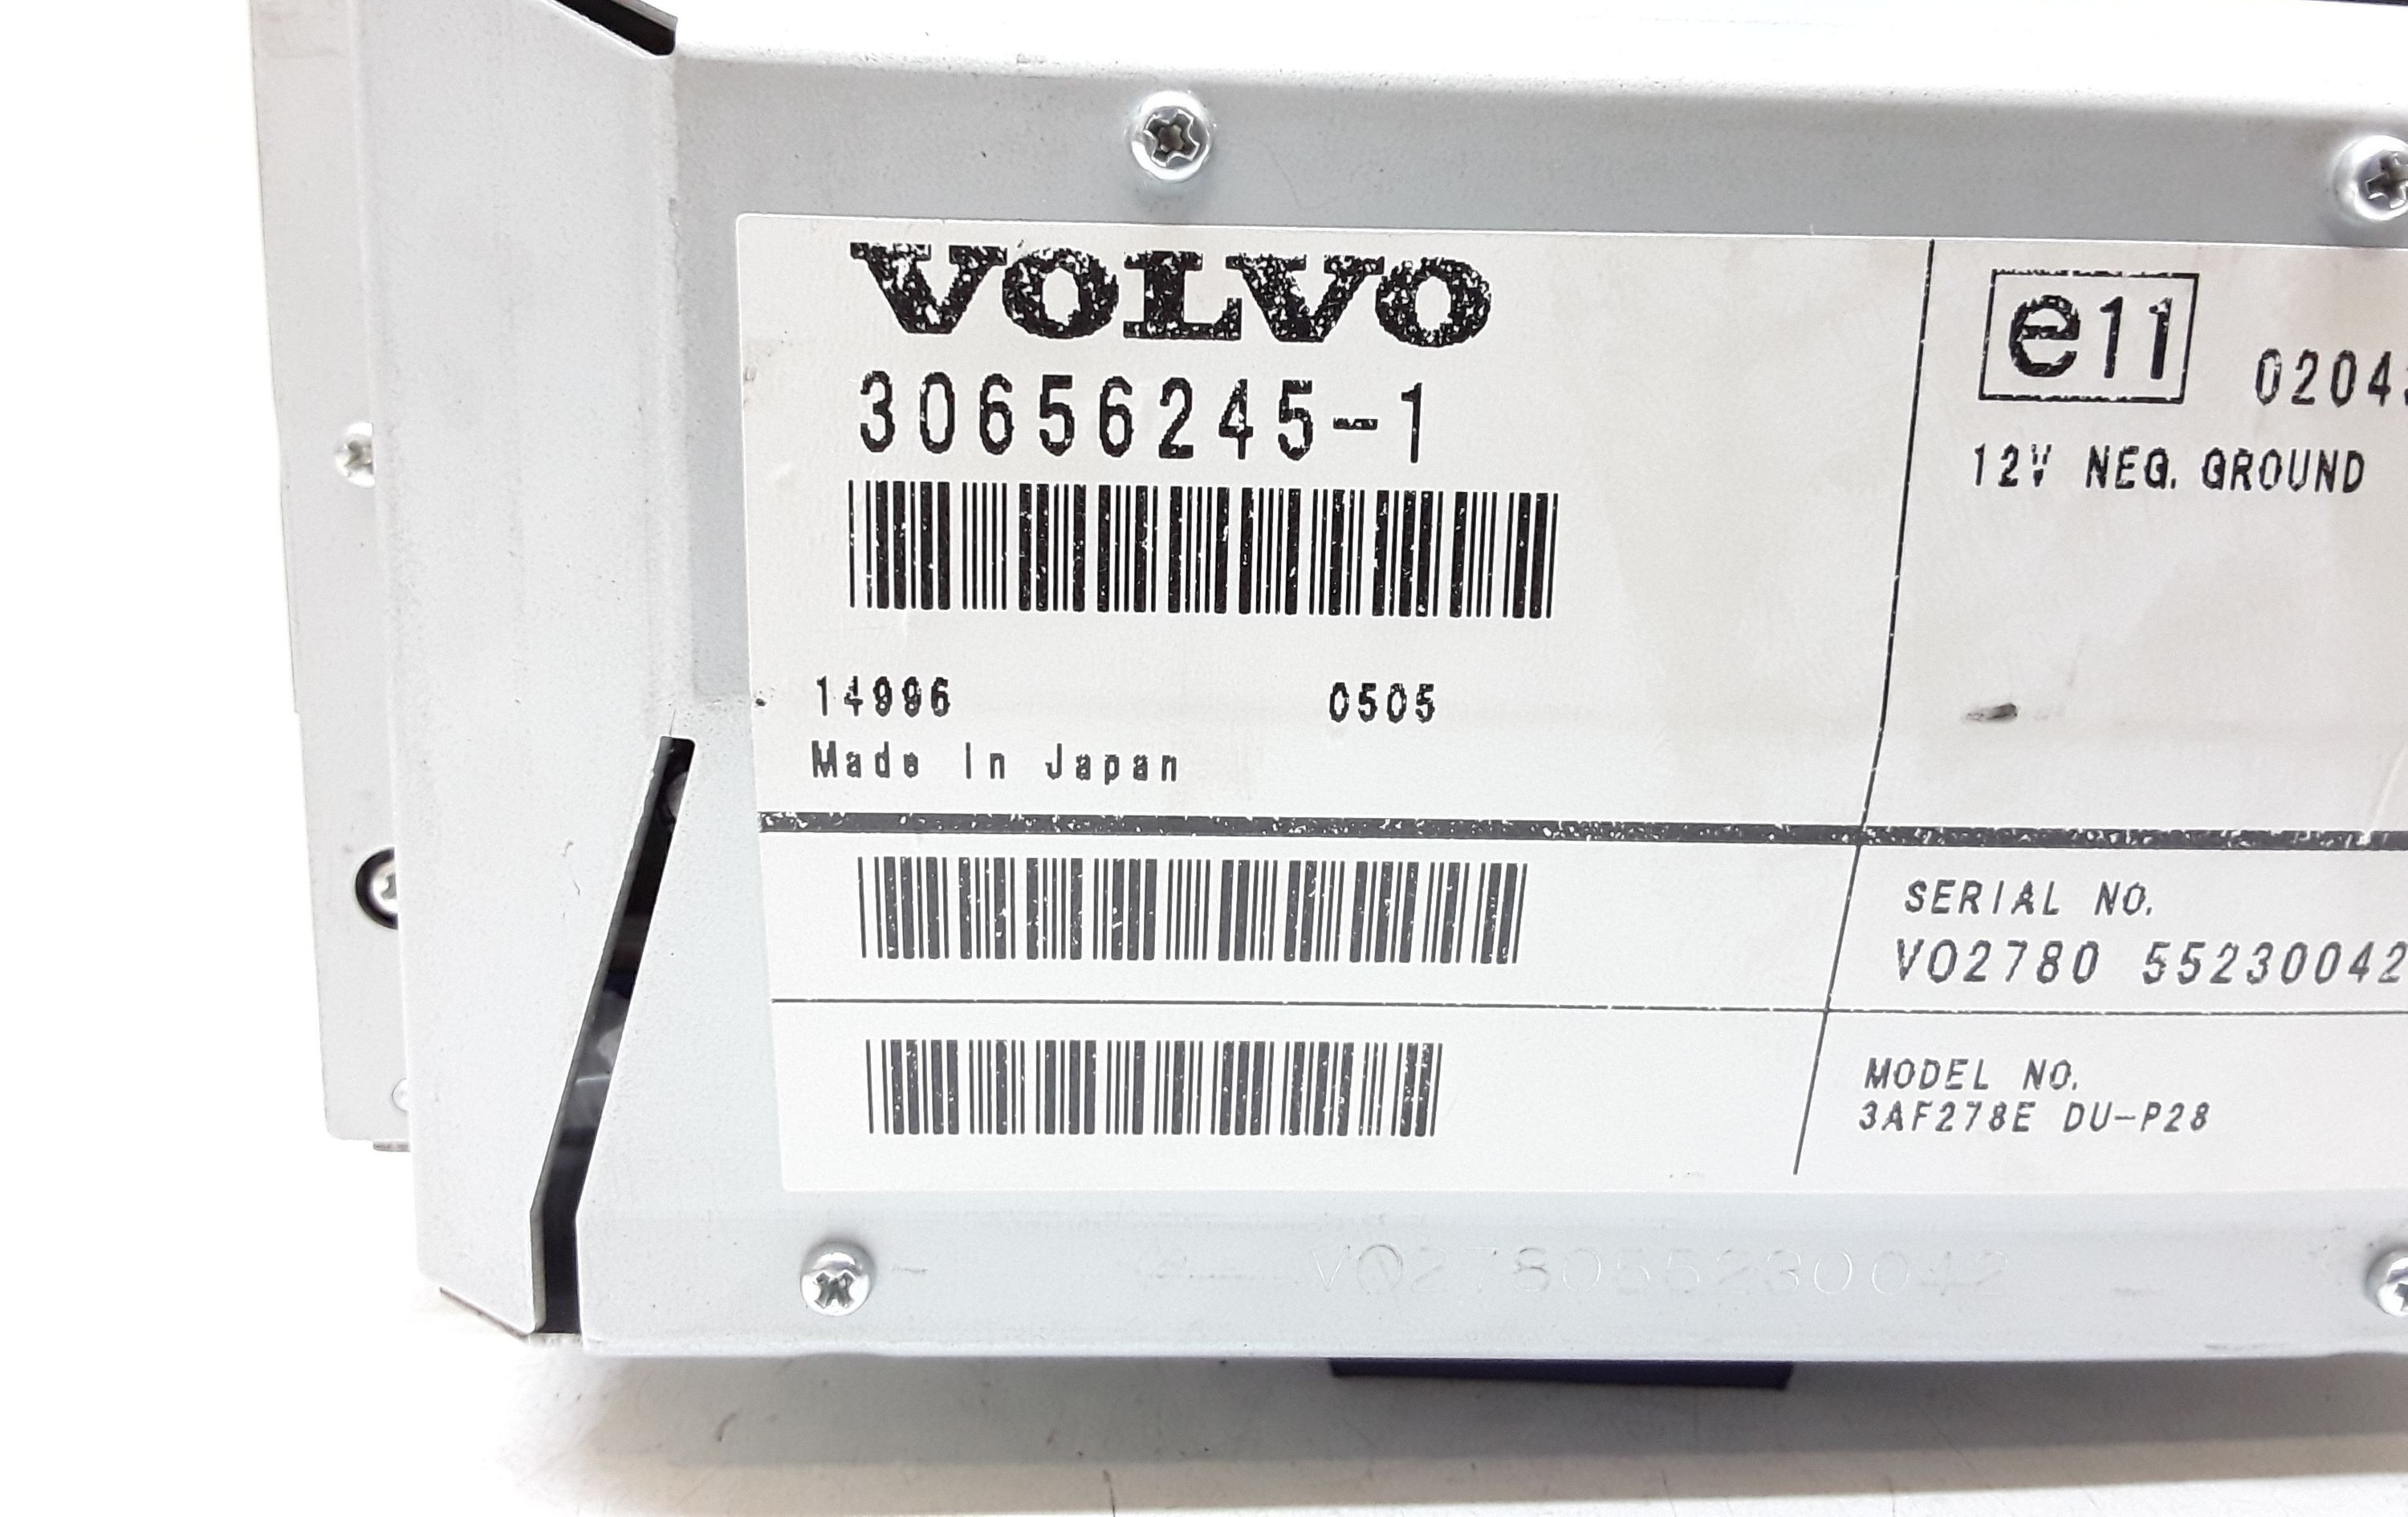 VOLVO
30656245-1
14996 0505
Made In Japan
e11 0204
12V NEG. GROUND
SERIAL NO.
VO2780 55230042
MODEL NO.
3AF278E DU-P28
VO278055230042